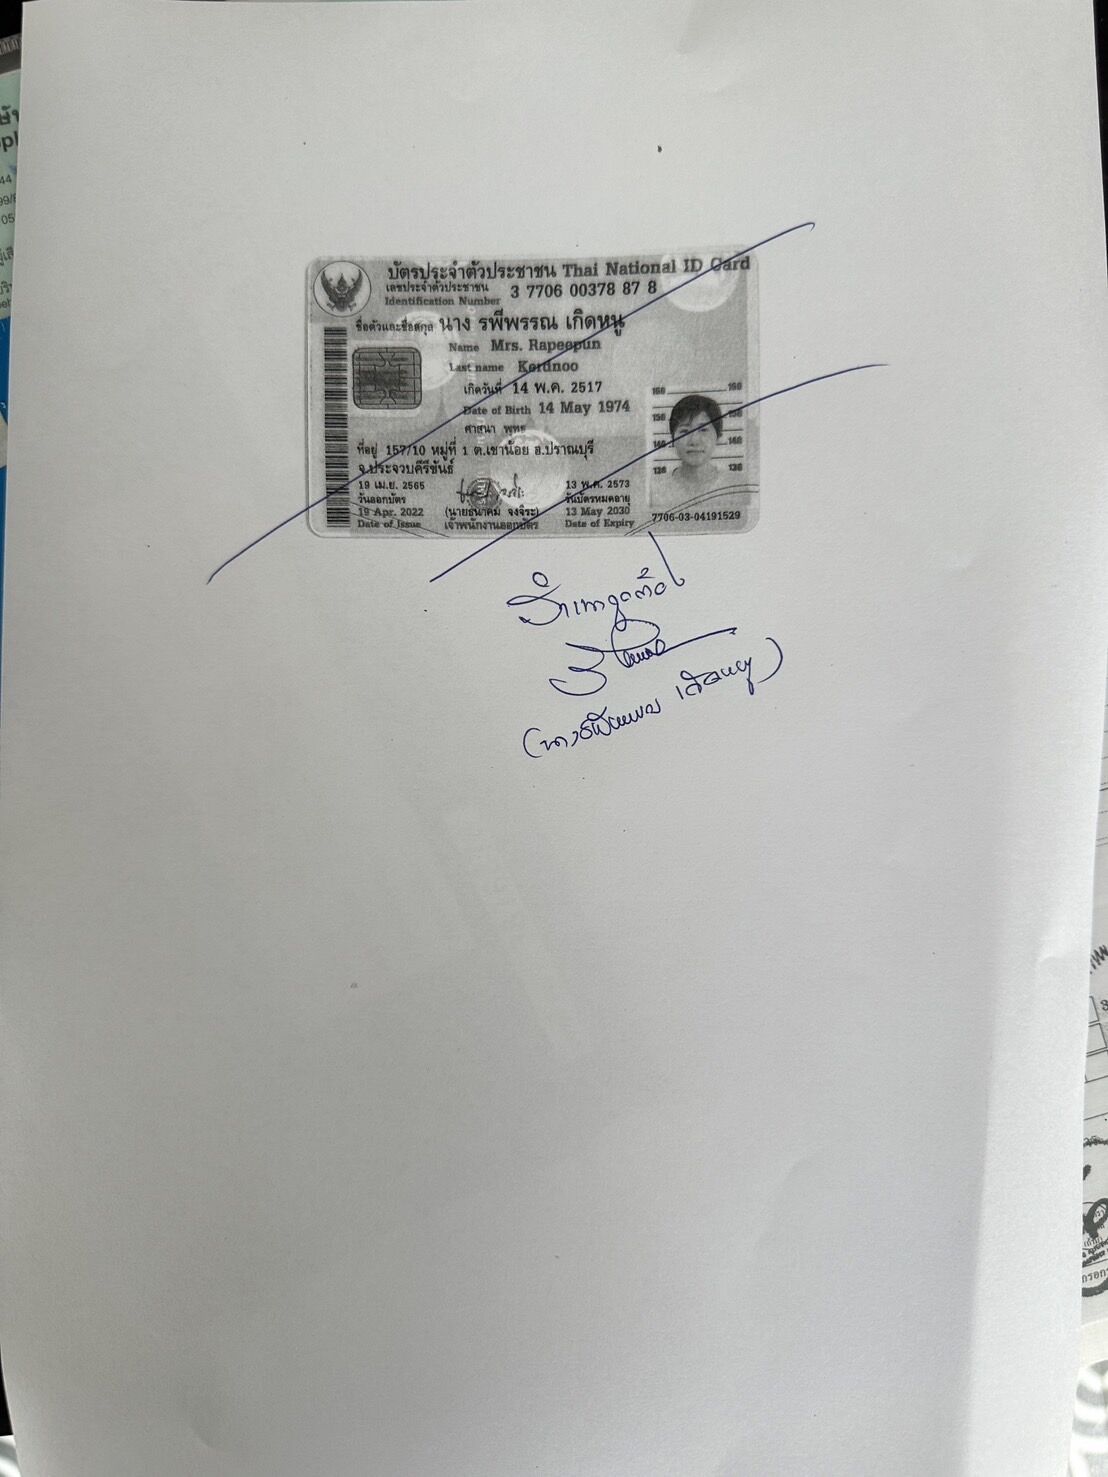 บัตรประจำตัวประชาชน Thai National ID Card
เลขประจำตัวประชาชน
Identification Number 3 7706 00378 87 8
ชื่อตัวและชื่อสกุล นาง รพีพรรณ เกิดหนู
Name Mrs. Rapeepun
Last name Kerdnoo
เกิดวันที่ 14 พ.ค. 2517
Date of Birth 14 May 1974
ศาสนา พุทธ
ที่อยู่ 157/10 หมู่ที่ 1 ต.เขาน้อย อ.ปราณบุรี
จ.ประจวบคีรีขันธ์
19 เม.ย. 2565
วันออกบัตร
19 Apr. 2022
Date of Issue
(นายธนาคม จงจิระ)
เจ้าพนักงานออกบัตร
13 พ.ค. 2573
วันบัตรหมดอายุ
13 May 2030
Date of Expiry
160 160
150 150
140 140
130 130
7706-03-04191529
สำเนาถูกต้อง
(นางรพีพรรณ เกิดหนู)